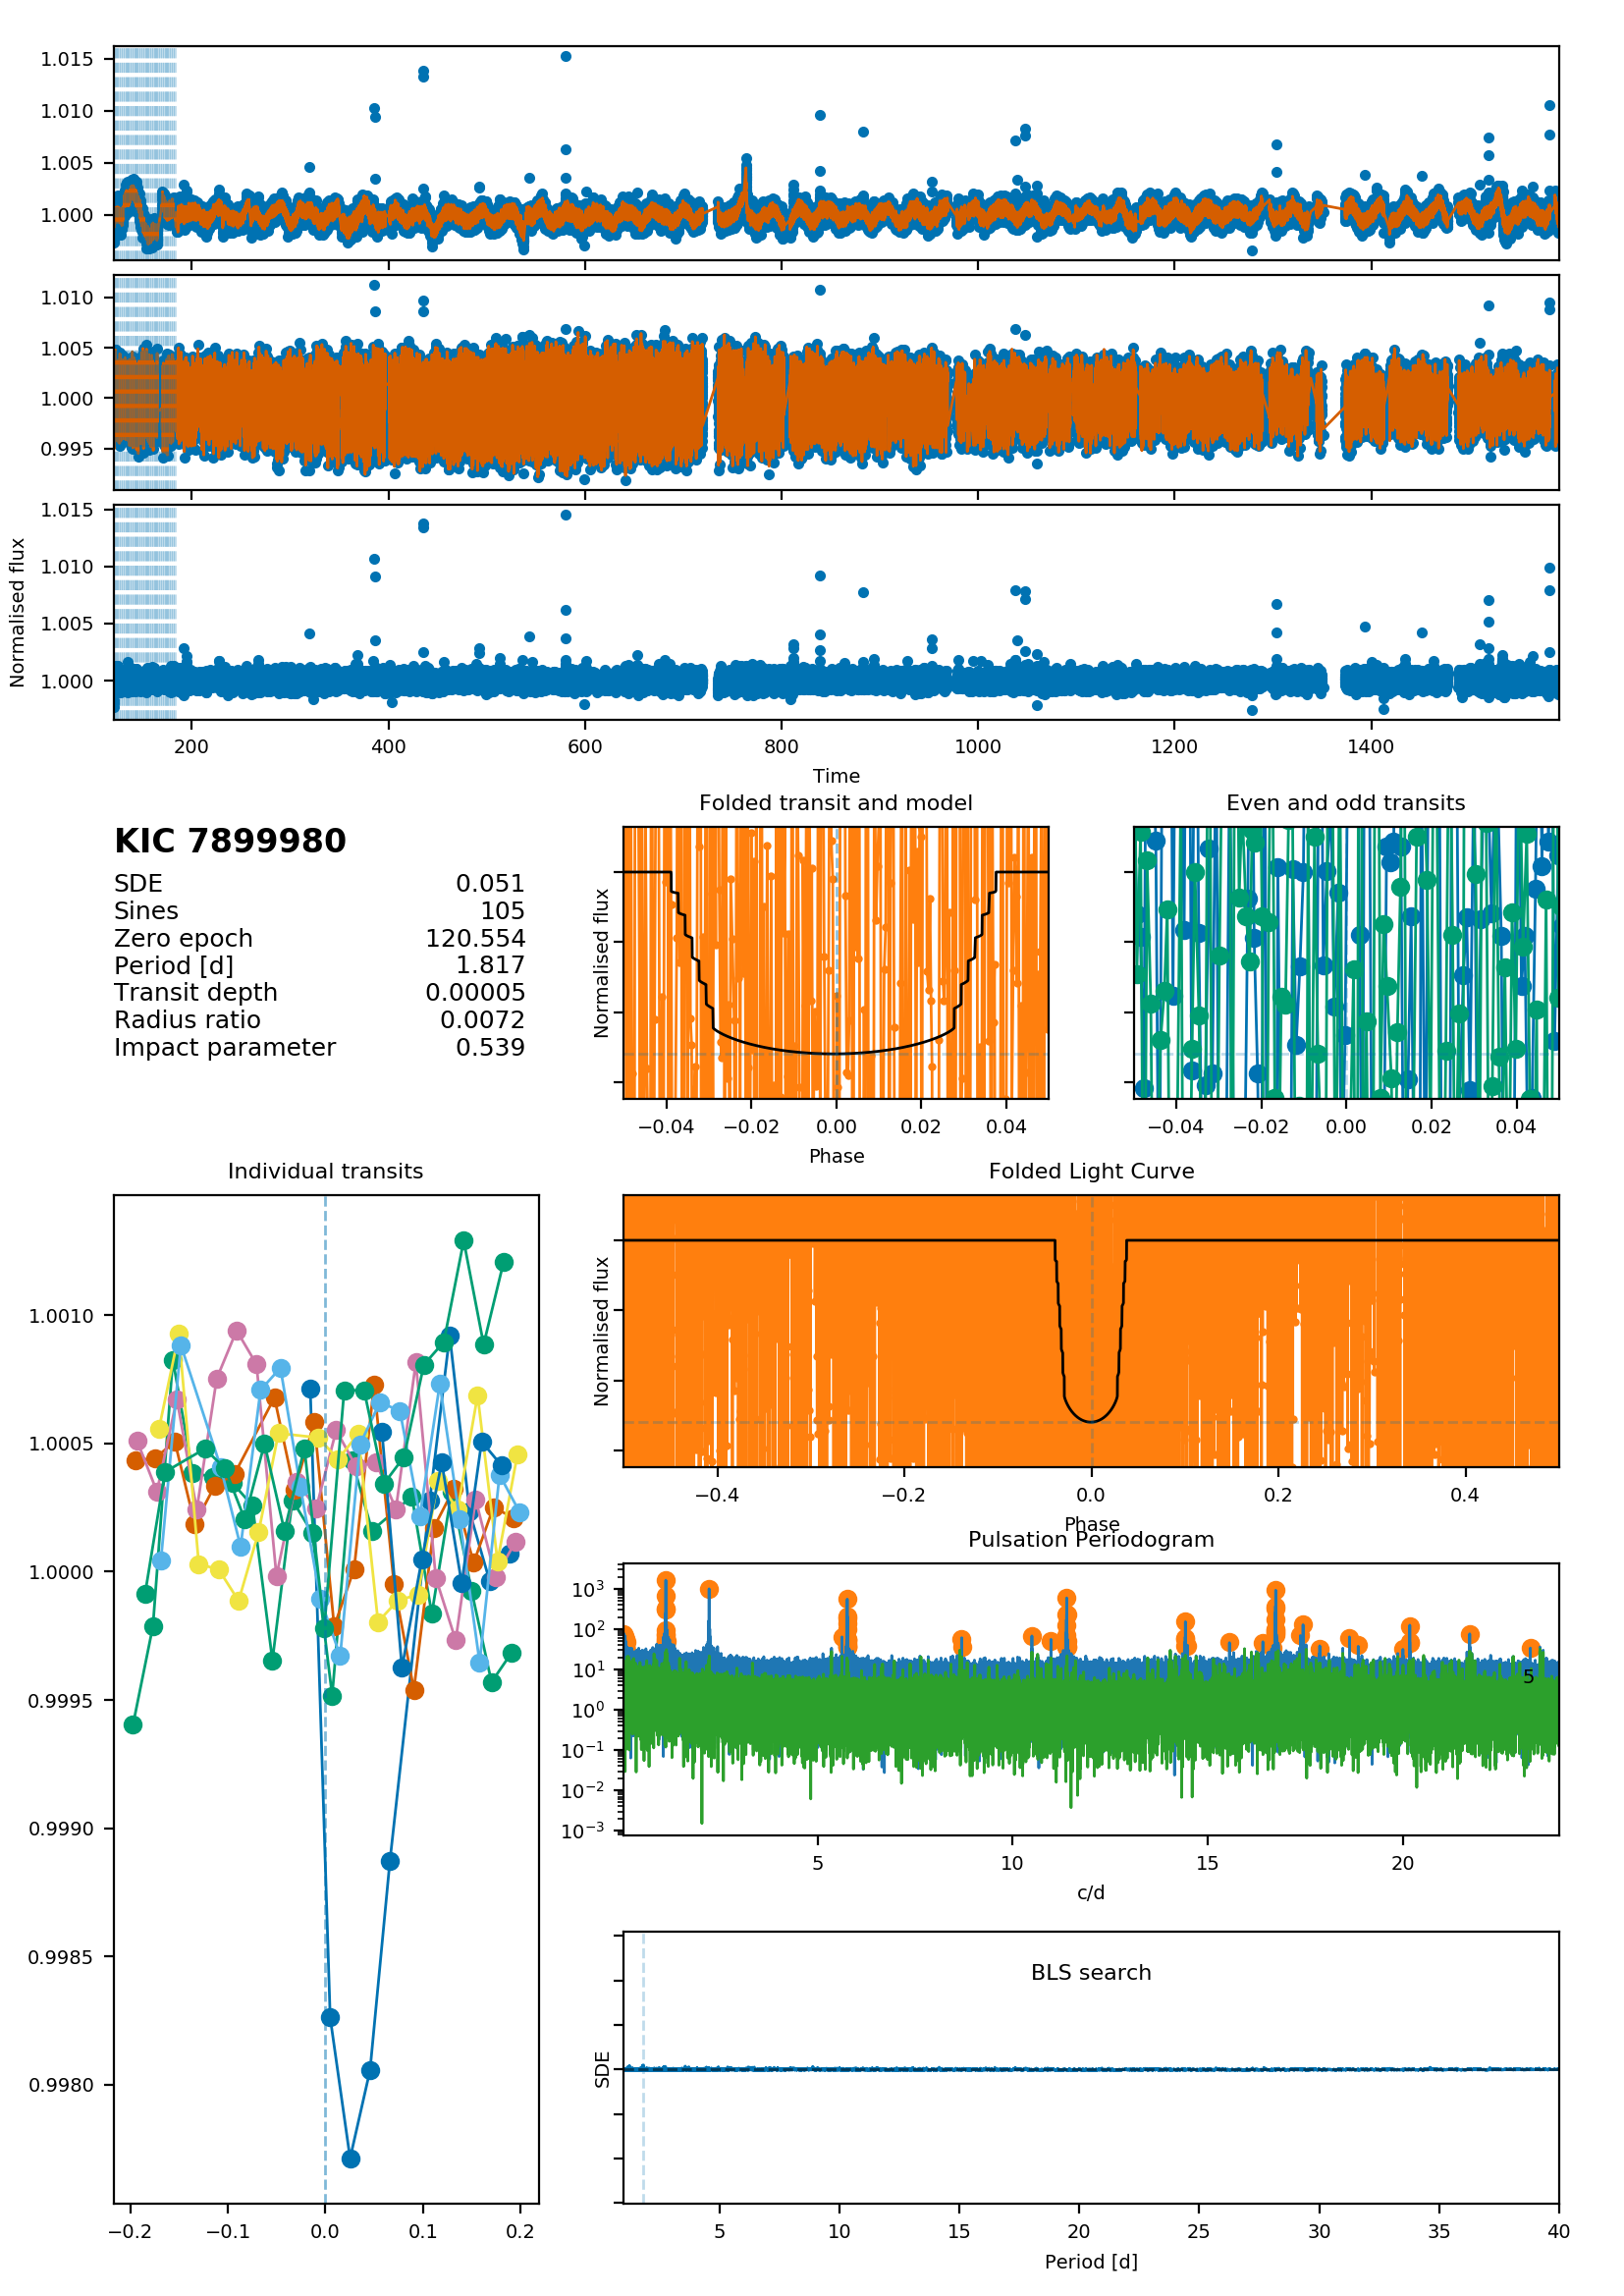 1.015
1.010
1.005
1.000
1.010
1.005
1.000
0.995
1.015
1.010
1.005
1.000
Normalised flux
200 400 600 800 1000 1200 1400
Time
KIC 7899980
SDE 0.051
Sines 105
Zero epoch 120.554
Period [d] 1.817
Transit depth 0.00005
Radius ratio 0.0072
Impact parameter 0.539
Folded transit and model
Normalised flux
−0.04 −0.02 0.00 0.02 0.04
Phase
Even and odd transits
−0.04 −0.02 0.00 0.02 0.04
Individual transits
1.0010
1.0005
1.0000
0.9995
0.9990
0.9985
0.9980
−0.2 −0.1 0.0 0.1 0.2
Folded Light Curve
Normalised flux
−0.4 −0.2 0.0 0.2 0.4
Phase
Pulsation Periodogram
10³
10²
10¹
10⁰
10⁻¹
10⁻²
10⁻³
5
5 10 15 20
c/d
BLS search
SDE
5 10 15 20 25 30 35 40
Period [d]